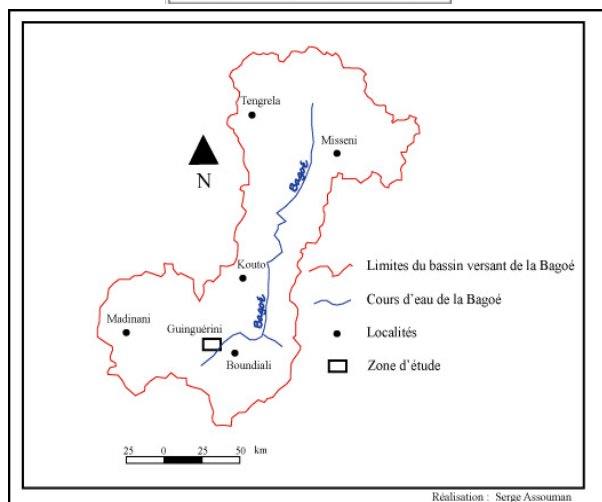 Tengrela
Misseni
N
Bagoé
Kouto
Limites du bassin versant de la Bagoé
Bagoé
Cours d'eau de la Bagoé
Madinani
Guinguérini
Localités
Boundiali
Zone d'étude
25 0 25 50 km
Réalisation : Serge Assouman